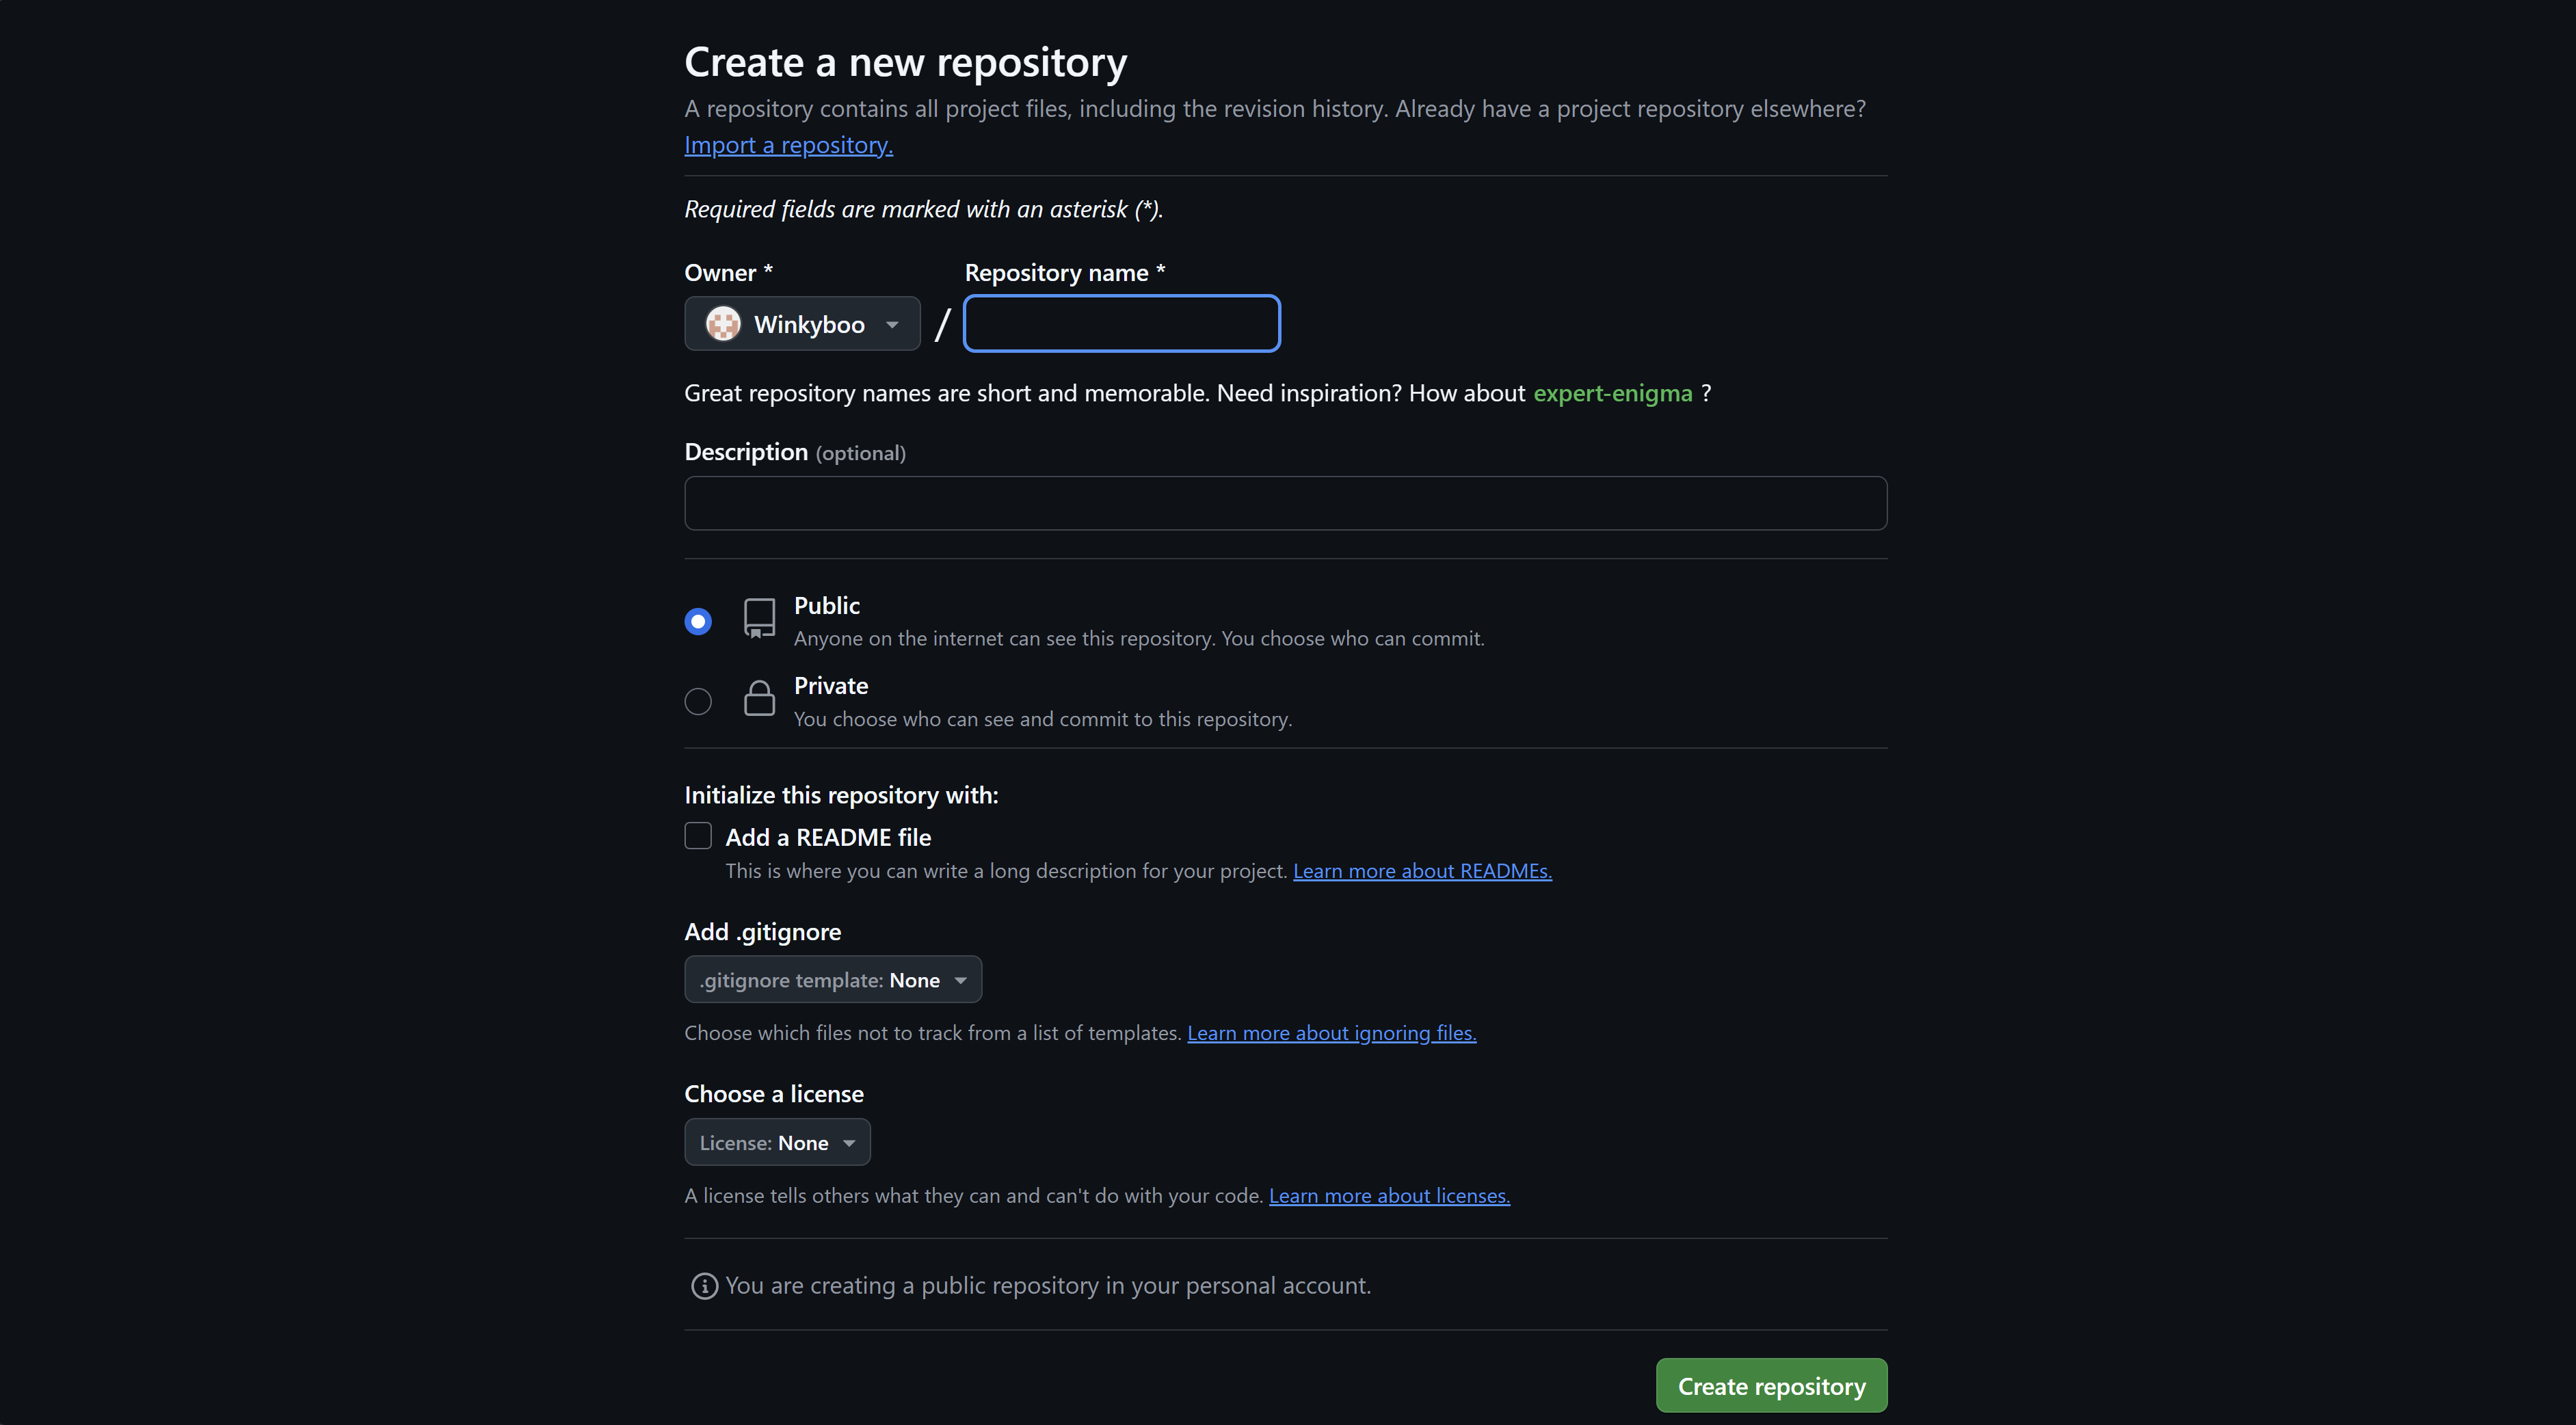 Create a new repository
A repository contains all project files, including the revision history. Already have a project repository elsewhere?
Import a repository.
Required fields are marked with an asterisk (*).
Owner * Repository name *
Winkyboo /
Great repository names are short and memorable. Need inspiration? How about expert-enigma ?
Description (optional)
Public
Anyone on the internet can see this repository. You choose who can commit.
Private
You choose who can see and commit to this repository.
Initialize this repository with:
Add a README file
This is where you can write a long description for your project. Learn more about READMEs.
Add .gitignore
.gitignore template: None
Choose which files not to track from a list of templates. Learn more about ignoring files.
Choose a license
License: None
A license tells others what they can and can't do with your code. Learn more about licenses.
You are creating a public repository in your personal account.
Create repository